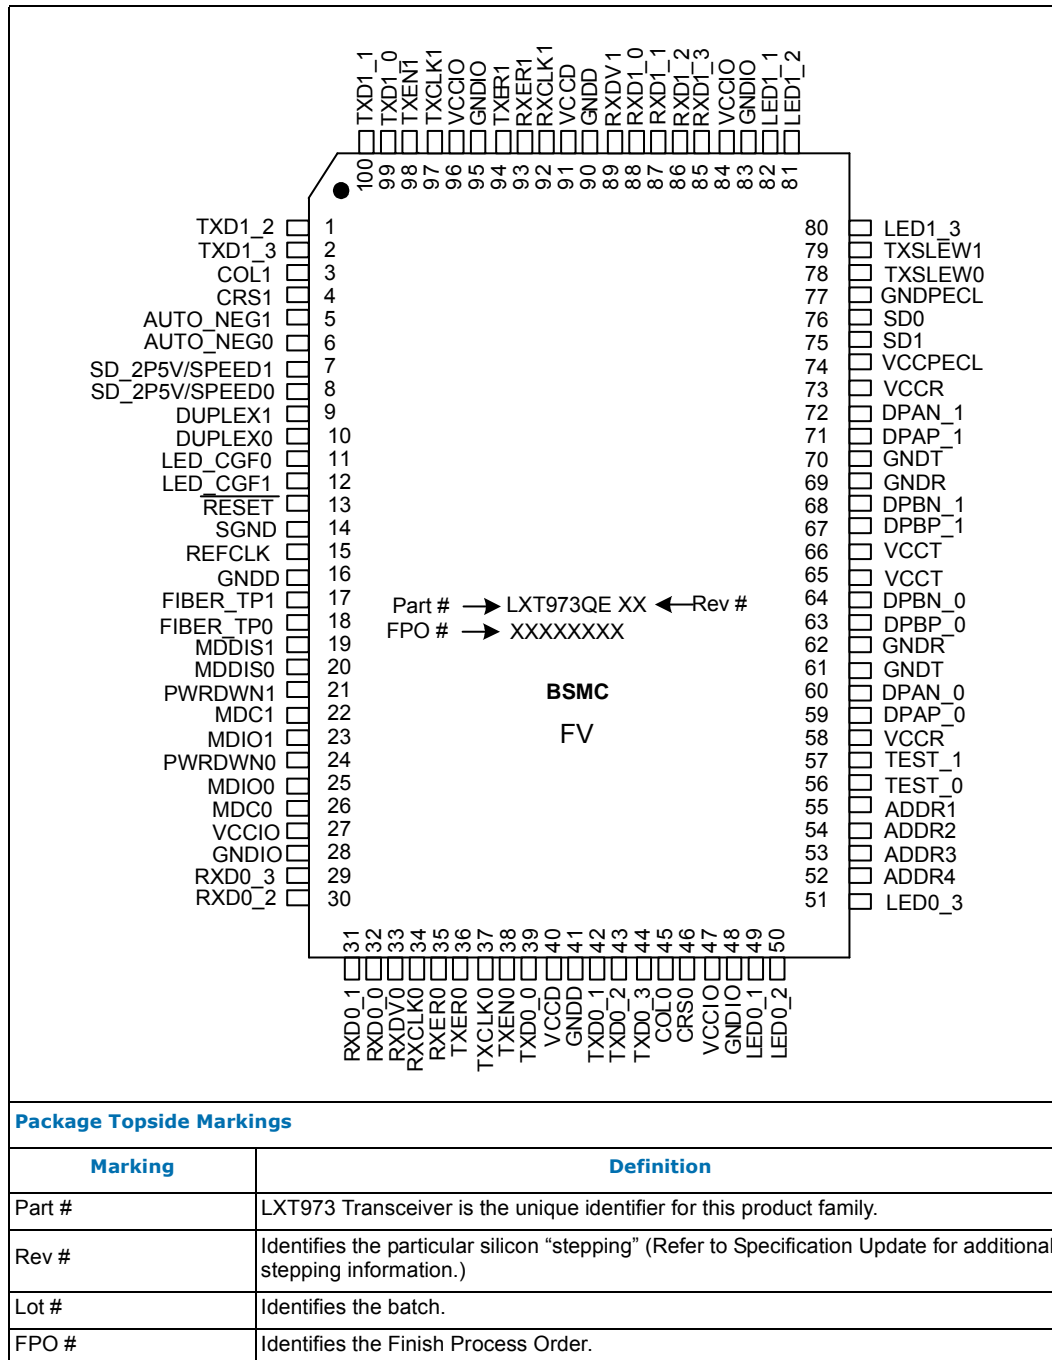 TXD1_1
TXD1_0
TXEN1
TXCLK1
VCCIO
GNDIO
TXER1
RXER1
RXCLK1
VCCD
GNDD
RXDV1
RXD1_0
RXD1_1
RXD1_2
RXD1_3
VCCIO
GNDIO
LED1_1
LED1_2
100 99 98 97 96 95 94 93 92 91 90 89 88 87 86 85 84 83 82 81
TXD1_2 1 80 LED1_3
TXD1_3 2 79 TXSLEW1
COL1 3 78 TXSLEW0
CRS1 4 77 GNDPECL
AUTO_NEG1 5 76 SD0
AUTO_NEG0 6 75 SD1
SD_2P5V/SPEED1 7 74 VCCPECL
SD_2P5V/SPEED0 8 73 VCCR
DUPLEX1 9 72 DPAN_1
DUPLEX0 10 71 DPAP_1
LED_CGF0 11 70 GNDT
LED_CGF1 12 69 GNDR
RESET 13 68 DPBN_1
SGND 14 67 DPBP_1
REFCLK 15 66 VCCT
GNDD 16 65 VCCT
FIBER_TP1 17 Part # LXT973QE XX Rev # 64 DPBN_0
FIBER_TP0 18 FPO # XXXXXXXX 63 DPBP_0
MDDIS1 19 62 GNDR
MDDIS0 20 61 GNDT
PWRDWN1 21 BSMC 60 DPAN_0
MDC1 22 59 DPAP_0
MDIO1 23 FV 58 VCCR
PWRDWN0 24 57 TEST_1
MDIO0 25 56 TEST_0
MDC0 26 55 ADDR1
VCCIO 27 54 ADDR2
GNDIO 28 53 ADDR3
RXD0_3 29 52 ADDR4
RXD0_2 30 51 LED0_3
31 32 33 34 35 36 37 38 39 40 41 42 43 44 45 46 47 48 49 50
RXD0_1
RXD0_0
RXDV0
RXCLK0
RXER0
TXER0
TXCLK0
TXEN0
TXD0_0
VCCD
GNDD
TXD0_1
TXD0_2
TXD0_3
COL0
CRS0
VCCIO
GNDIO
LED0_1
LED0_2
Package Topside Markings
Marking Definition
Part # LXT973 Transceiver is the unique identifier for this product family.
Rev # Identifies the particular silicon “stepping” (Refer to Specification Update for additional
stepping information.)
Lot # Identifies the batch.
FPO # Identifies the Finish Process Order.